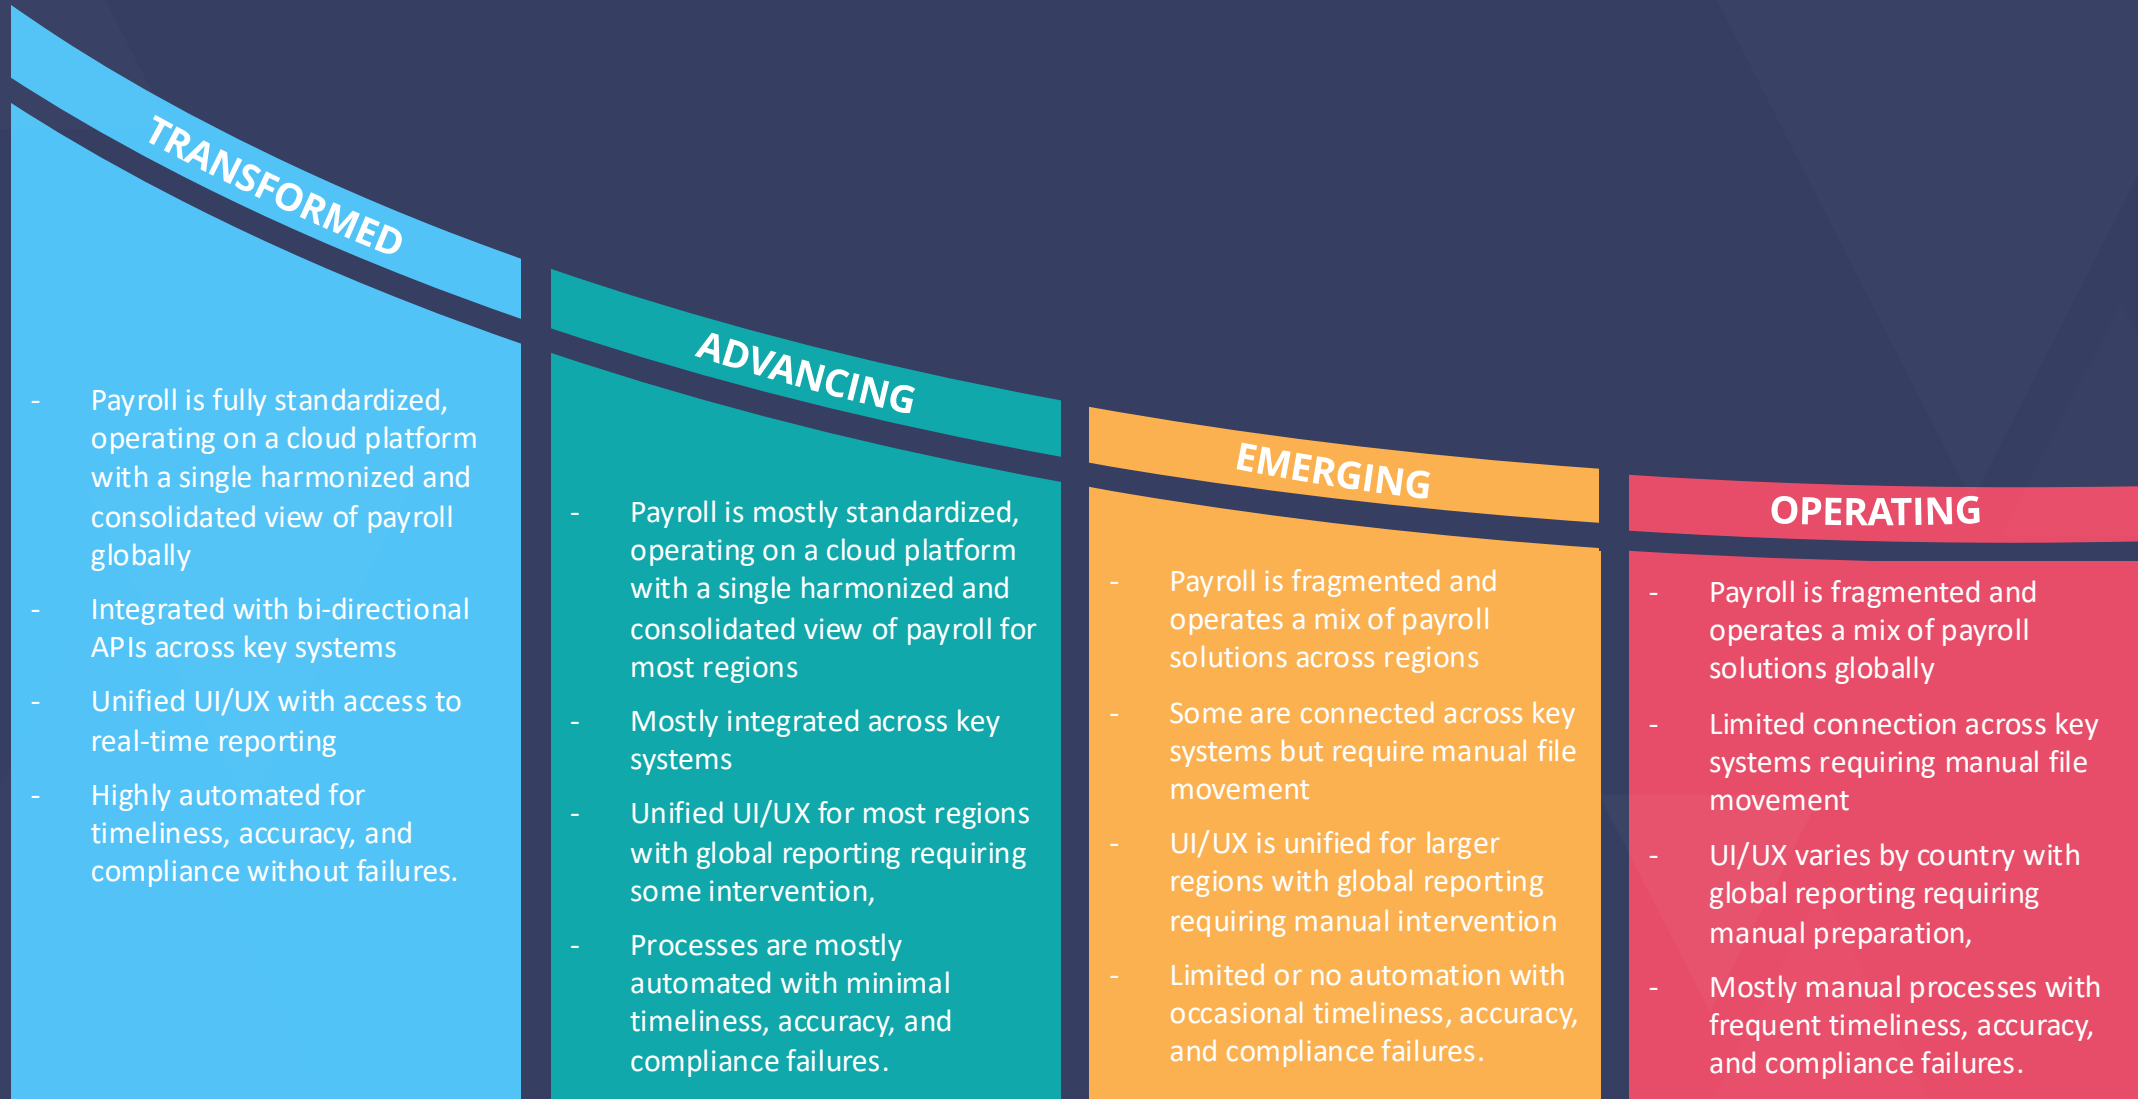 TRANSFORMED
- Payroll is fully standardized,
operating on a cloud platform
with a single harmonized and
consolidated view of payroll
globally
- Integrated with bi-directional
APIs across key systems
- Unified UI/UX with access to
real-time reporting
- Highly automated for
timeliness, accuracy, and
compliance without failures.
ADVANCING
- Payroll is mostly standardized,
operating on a cloud platform
with a single harmonized and
consolidated view of payroll for
most regions
- Mostly integrated across key
systems
- Unified UI/UX for most regions
with global reporting requiring
some intervention,
- Processes are mostly
automated with minimal
timeliness, accuracy, and
compliance failures.
EMERGING
- Payroll is fragmented and
operates a mix of payroll
solutions across regions
- Some are connected across key
systems but require manual file
movement
- UI/UX is unified for larger
regions with global reporting
requiring manual intervention
- Limited or no automation with
occasional timeliness, accuracy,
and compliance failures.
OPERATING
- Payroll is fragmented and
operates a mix of payroll
solutions globally
- Limited connection across key
systems requiring manual file
movement
- UI/UX varies by country with
global reporting requiring
manual preparation,
- Mostly manual processes with
frequent timeliness, accuracy,
and compliance failures.